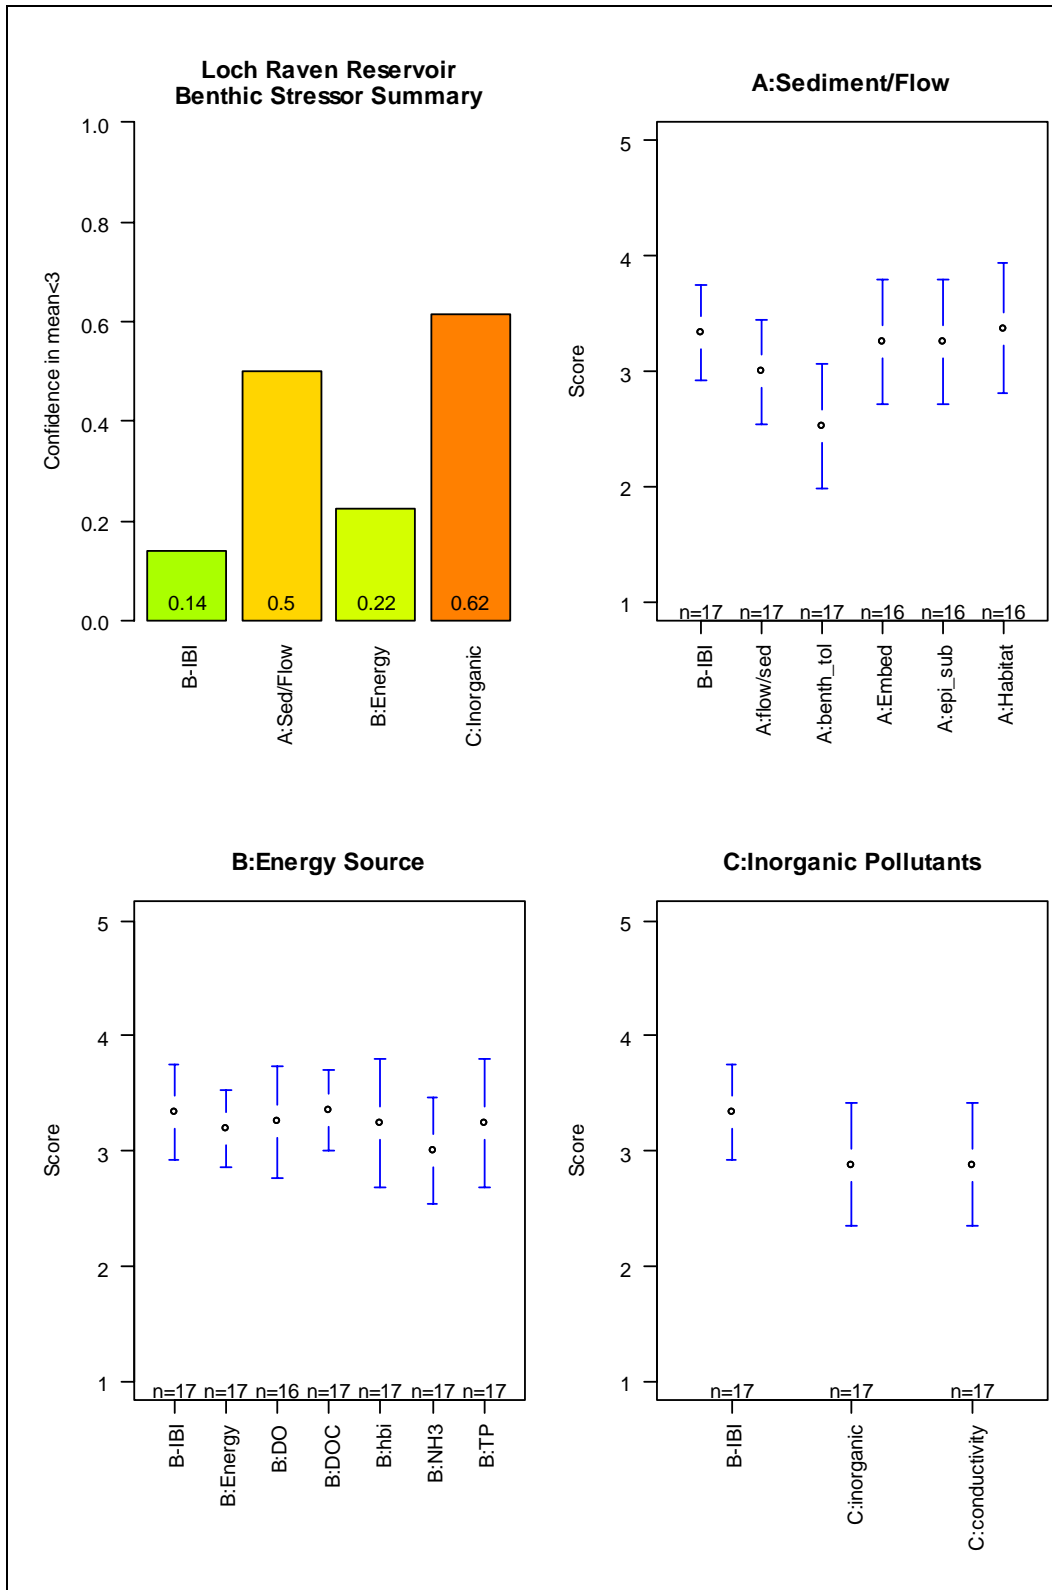 Loch Raven Reservoir
Benthic Stressor Summary
Confidence in mean<3
1.0
0.8
0.6
0.4
0.2
0.0
0.14
0.5
0.22
0.62
B-IBI
A:Sed/Flow
B:Energy
C:Inorganic
A:Sediment/Flow
Score
5
4
3
2
1
n=17
n=17
n=17
n=16
n=16
n=16
B-IBI
A:flow/sed
A:benth_tol
A:Embed
A:epi_sub
A:Habitat
B:Energy Source
Score
5
4
3
2
1
n=17
n=17
n=16
n=17
n=17
n=17
n=17
B-IBI
B:Energy
B:DO
B:DOC
B:hbi
B:NH3
B:TP
C:Inorganic Pollutants
Score
5
4
3
2
1
n=17
n=17
n=17
B-IBI
C:inorganic
C:conductivity